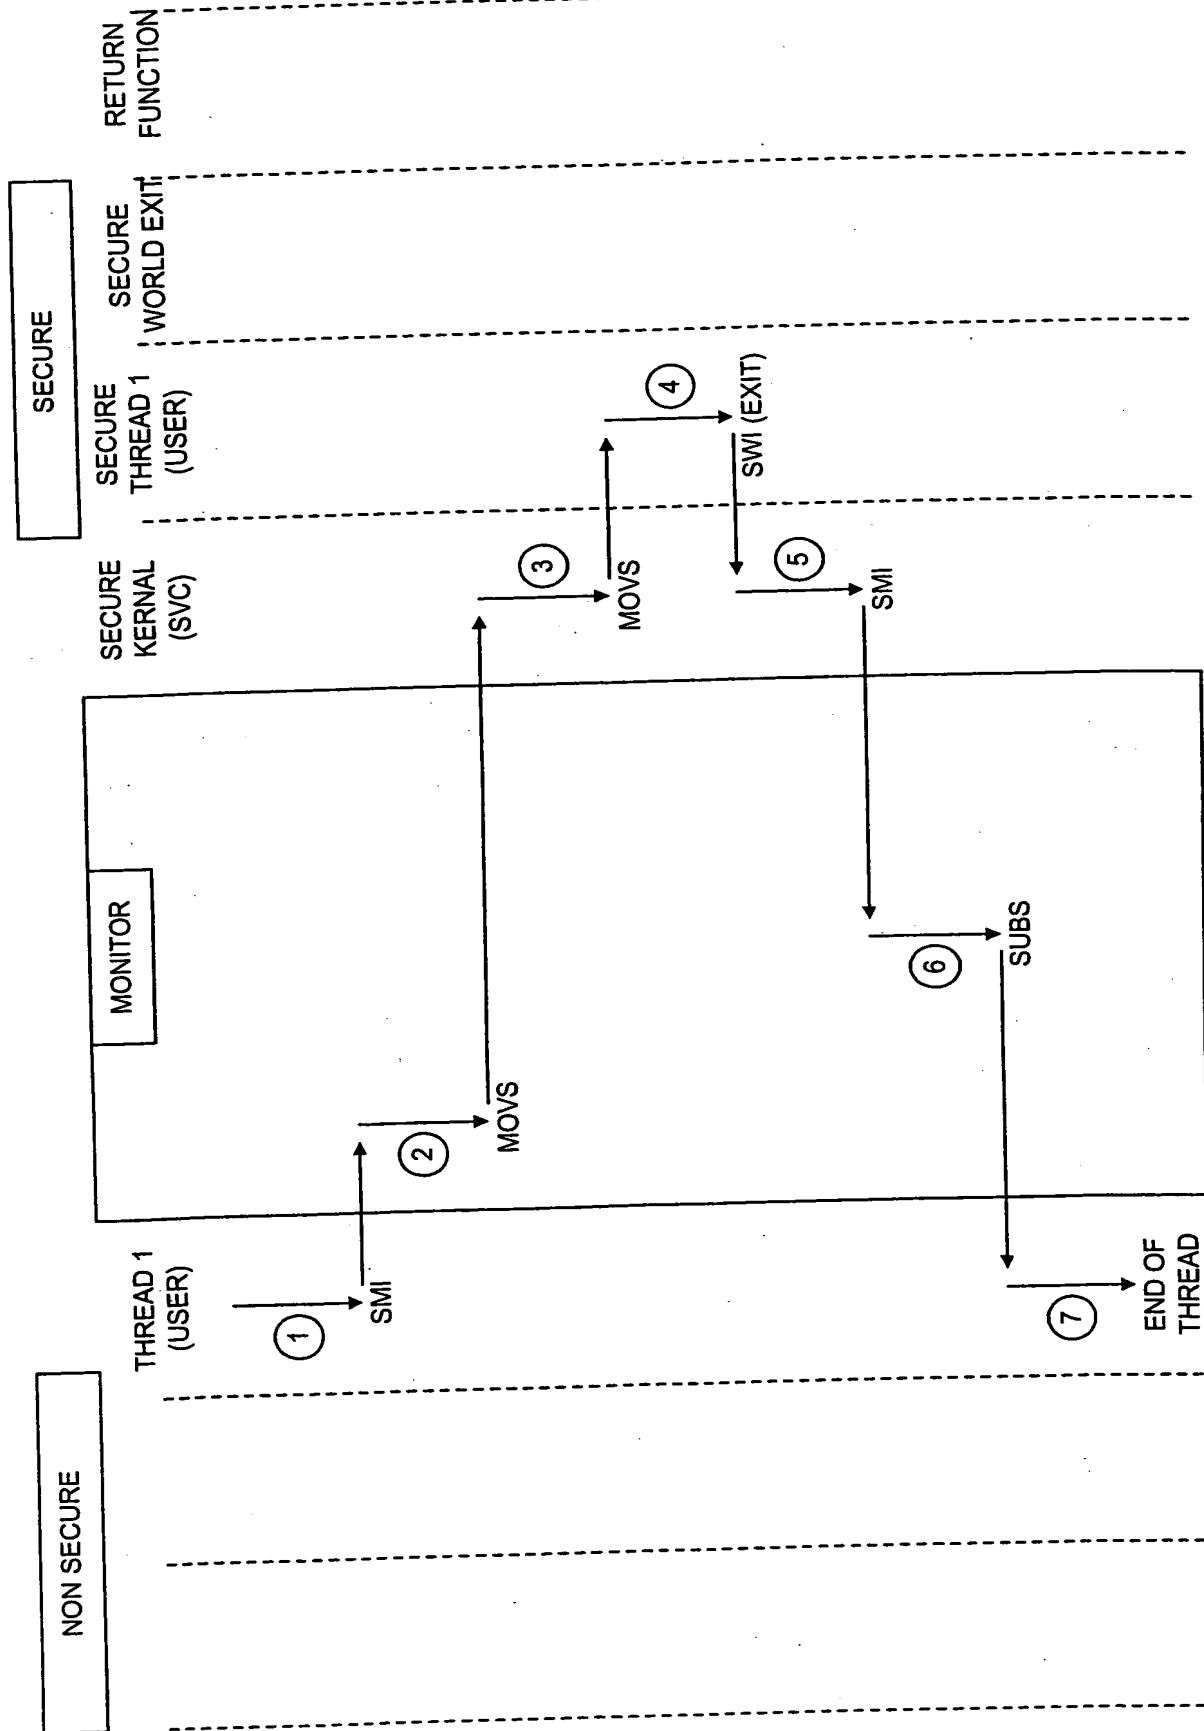 NON SECURE
MONITOR
SECURE
THREAD 1
(USER)
SECURE
KERNAL
(SVC)
SECURE
THREAD 1
(USER)
SECURE
WORLD EXIT
RETURN
FUNCTION
1
SMI
2
MOVS
3
MOVS
4
SWI (EXIT)
5
SMI
6
SUBS
7
END OF
THREAD